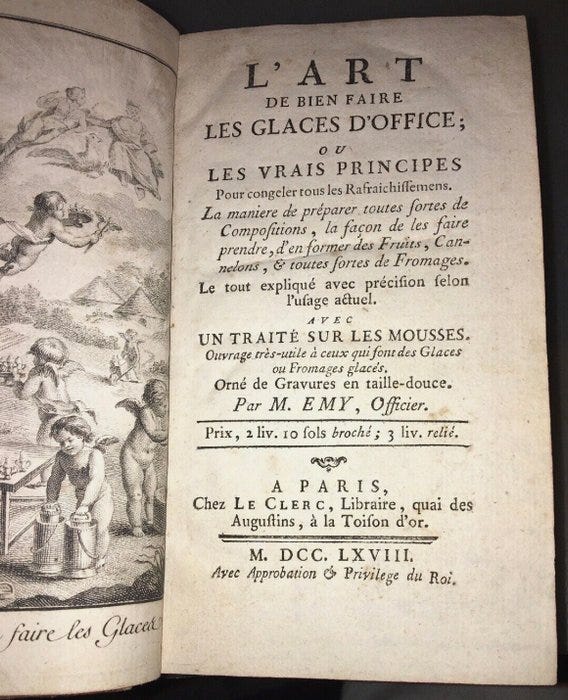 L'ART
DE BIEN FAIRE
LES GLACES D'OFFICE;
OU
LES VRAIS PRINCIPES
Pour congeler tous les Rafraichiſſemens.
La maniere de préparer toutes ſortes de
Compoſitions, la façon de les faire
prendre, d'en former des Fruits, Can-
nelons, & toutes ſortes de Fromages.
Le tout expliqué avec préciſion ſelon
l'uſage actuel.
AVEC
UN TRAITÉ SUR LES MOUSSES.
Ouvrage très-utile à ceux qui font des Glaces
ou Fromages glacés.
Orné de Gravures en taille-douce.
Par M. EMY, Officier.
Prix, 2 liv. 10 ſols broché; 3 liv. relié.
A PARIS,
Chez LE CLERC, Libraire, quai des
Auguſtins, à la Toiſon d'or.
M. DCC. LXVIII.
Avec Approbation & Privilege du Roi.
faire les Glaces